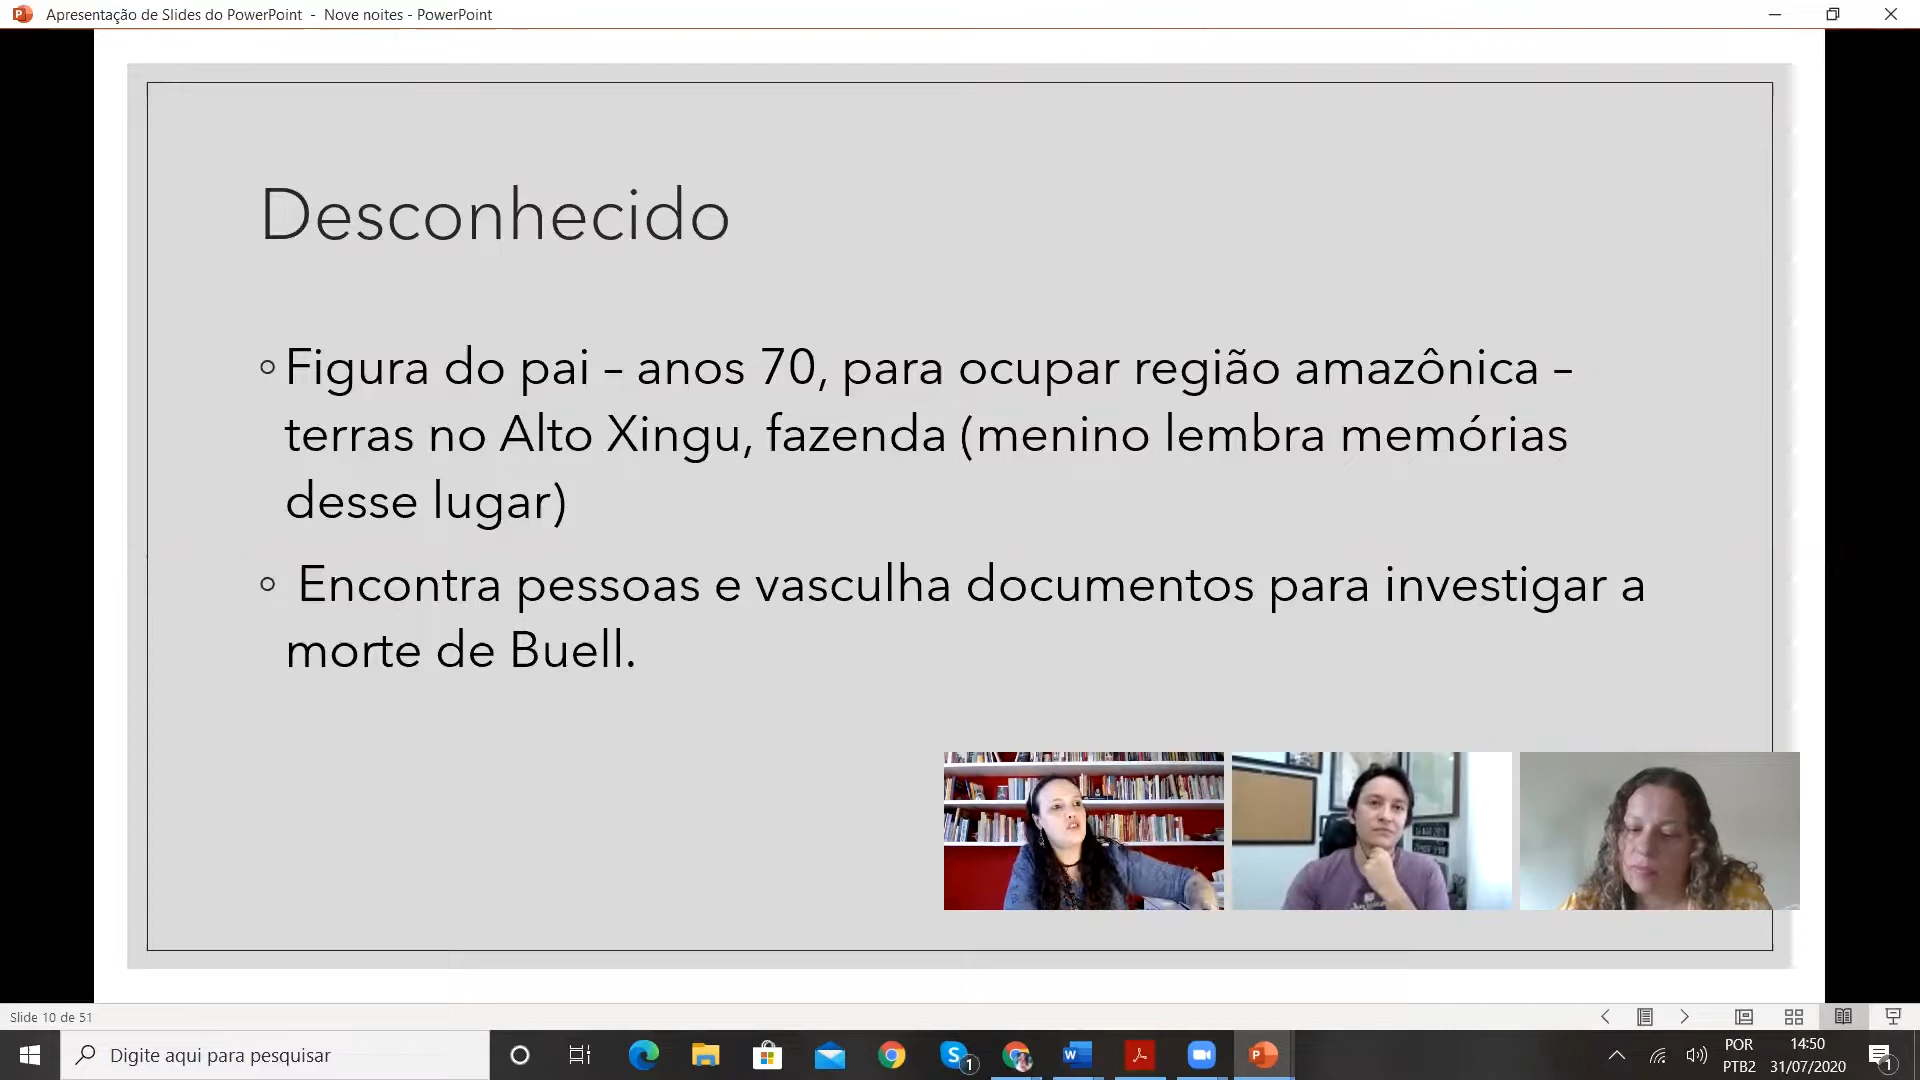 Apresentação de Slides do PowerPoint - Nove noites - PowerPoint
Desconhecido
◦ Figura do pai – anos 70, para ocupar região amazônica –
terras no Alto Xingu, fazenda (menino lembra memórias
desse lugar)
◦ Encontra pessoas e vasculha documentos para investigar a
morte de Buell.
Slide 10 de 51
Digite aqui para pesquisar
1
POR
PTB2
14:50
31/07/2020
1